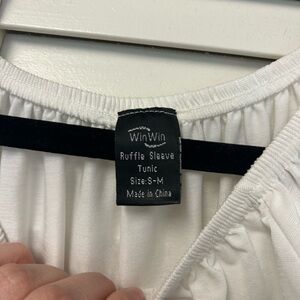 WinWin
Ruffle Sleeve
Tunic
Size:S-M
Made in China